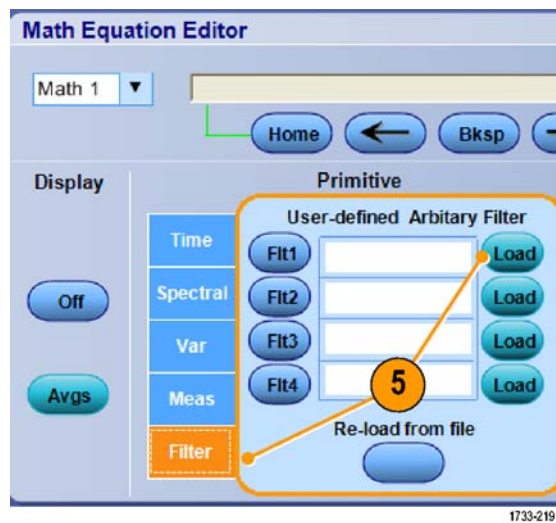 Math Equation Editor
Math 1
Home
Bksp
Display
Primitive
User-defined Arbitary Filter
Time
Flt1
Load
Off
Spectral
Flt2
Load
Var
Flt3
Load
Avgs
Meas
Flt4
5
Load
Filter
Re-load from file
1733-219